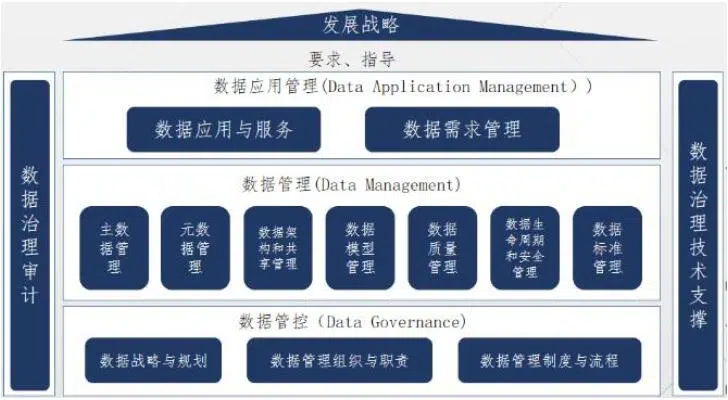 发展战略
要求、指导
数据治理审计
数据应用管理(Data Application Management））
数据应用与服务
数据需求管理
数据管理(Data Management)
主数
据管
理
元数
据管
理
数据架
构和共
享管理
数据
模型
管理
数据
质量
管理
数据生
命周期
和安全
管理
数据
标准
管理
数据管控（Data Governance)
数据战略与规划
数据管理组织与职责
数据管理制度与流程
数据治理技术支撑